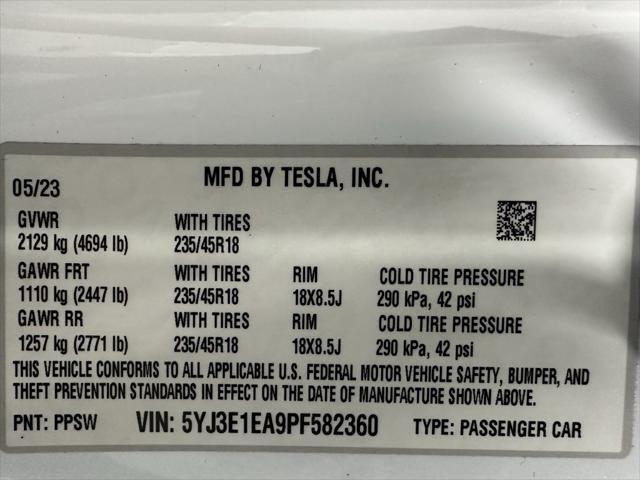 05/23 MFD BY TESLA, INC.
GVWR WITH TIRES
2129 kg (4694 lb) 235/45R18
GAWR FRT WITH TIRES RIM COLD TIRE PRESSURE
1110 kg (2447 lb) 235/45R18 18X8.5J 290 kPa, 42 psi
GAWR RR WITH TIRES RIM COLD TIRE PRESSURE
1257 kg (2771 lb) 235/45R18 18X8.5J 290 kPa, 42 psi
THIS VEHICLE CONFORMS TO ALL APPLICABLE U.S. FEDERAL MOTOR VEHICLE SAFETY, BUMPER, AND
THEFT PREVENTION STANDARDS IN EFFECT ON THE DATE OF MANUFACTURE SHOWN ABOVE.
PNT: PPSW VIN: 5YJ3E1EA9PF582360 TYPE: PASSENGER CAR